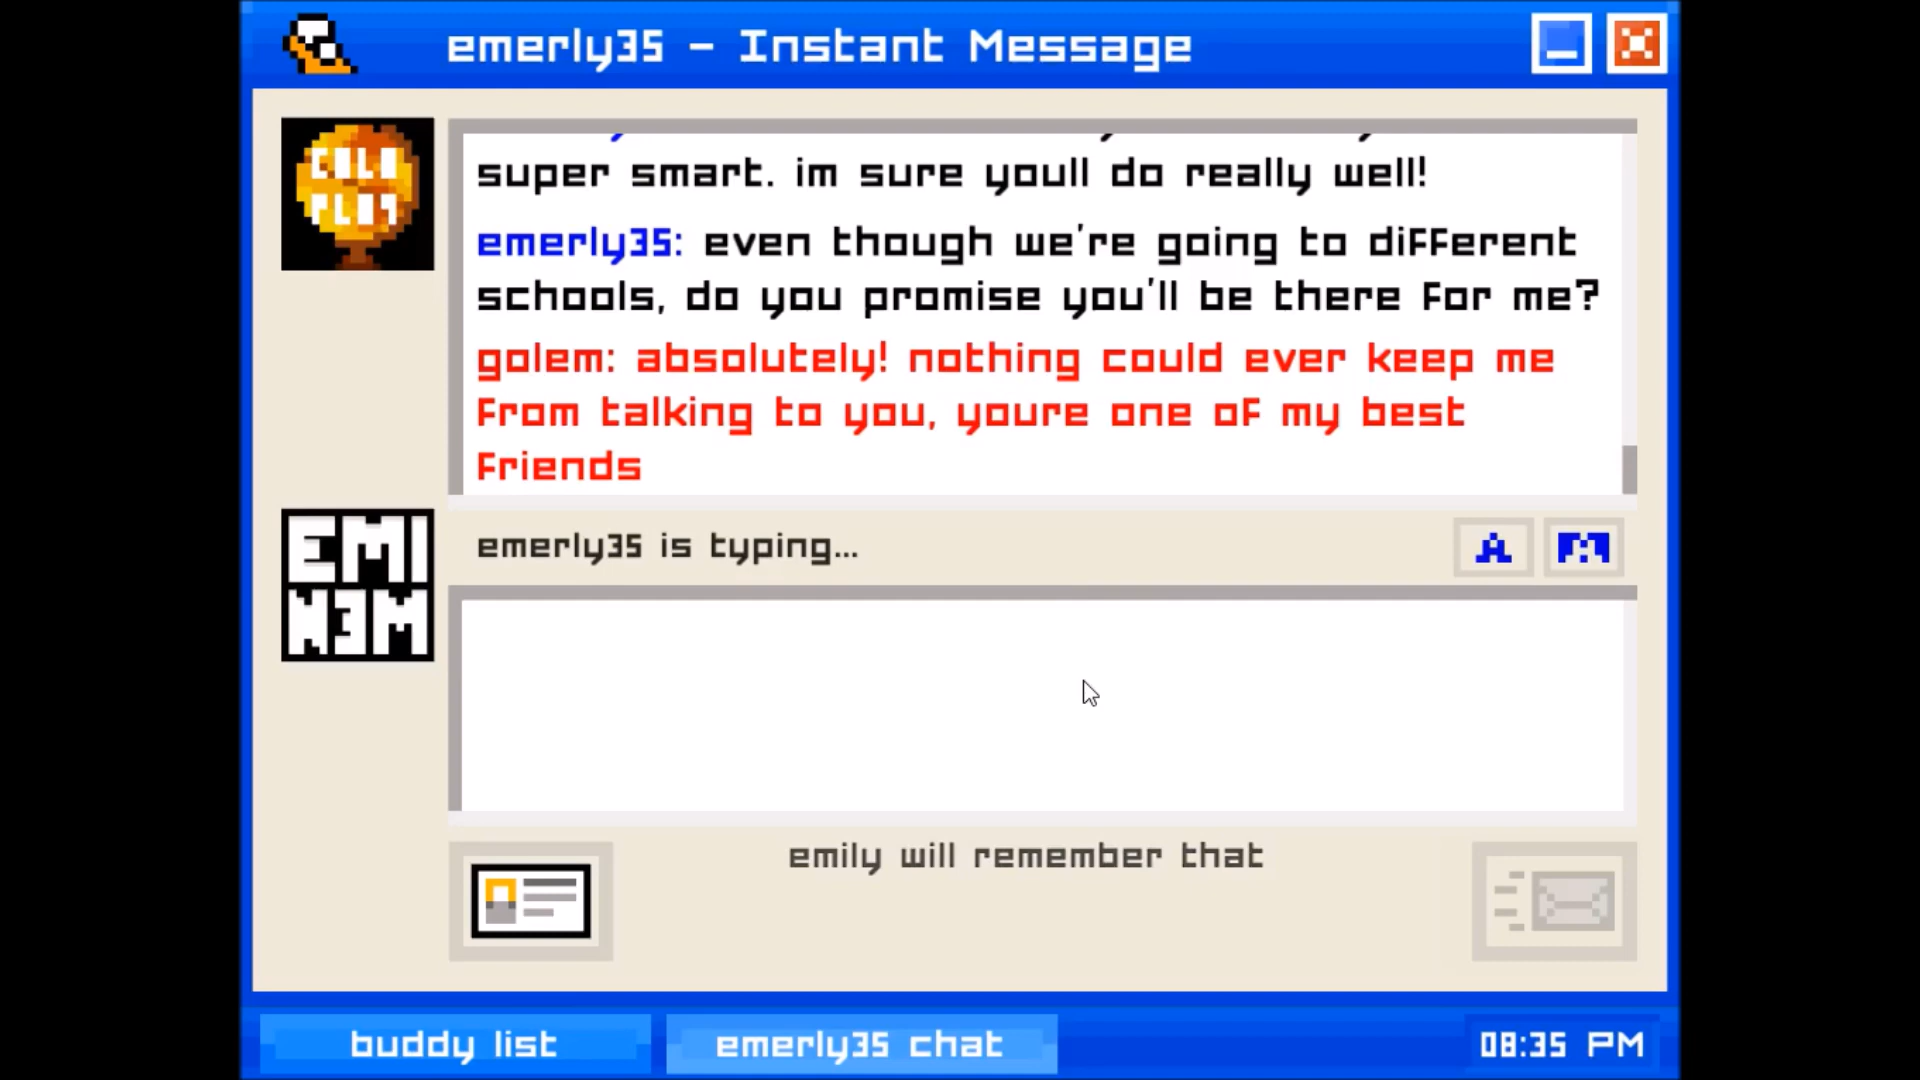 emerly35 - Instant Message
COLD
PLAY
super smart. im sure youll do really well!
emerly35: even though we're going to different
schools, do you promise you'll be there for me?
golem: absolutely! nothing could ever keep me
from talking to you, youre one of my best
friends
emerly35 is typing...
A
EMI
NEM
emily will remember that
buddy list
emerly35 chat
08:35 PM